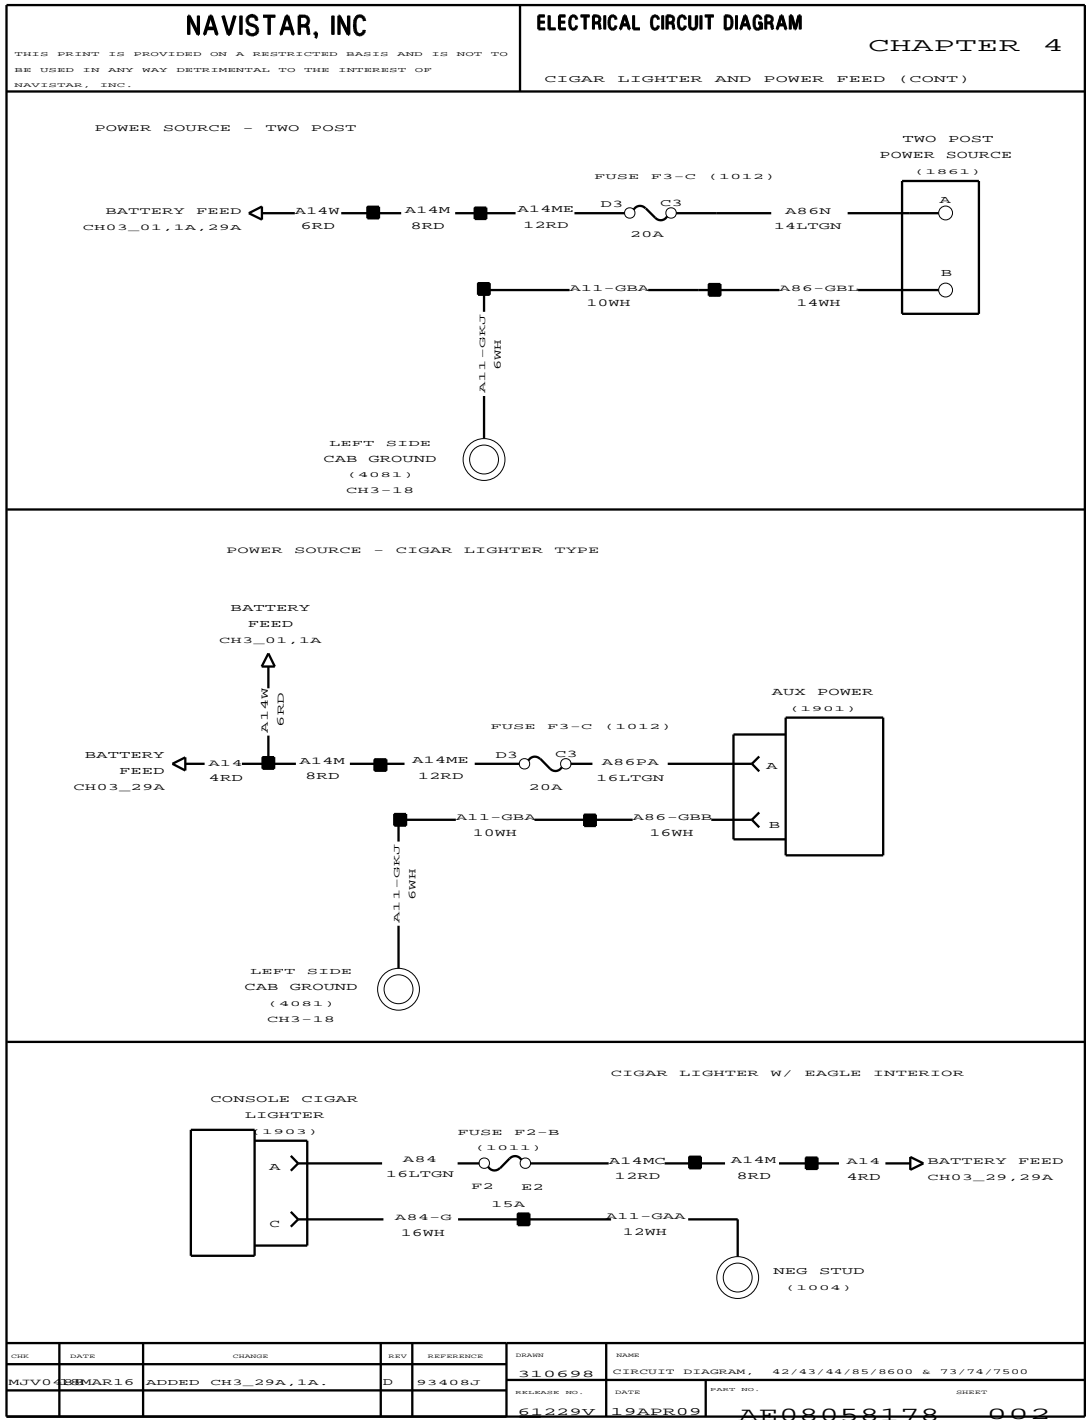 NAVISTAR, INC
THIS PRINT IS PROVIDED ON A RESTRICTED BASIS AND IS NOT TO
BE USED IN ANY WAY DETRIMENTAL TO THE INTEREST OF
NAVISTAR, INC.
ELECTRICAL CIRCUIT DIAGRAM
CHAPTER 4
CIGAR LIGHTER AND POWER FEED (CONT)
POWER SOURCE - TWO POST
TWO POST
POWER SOURCE
(1861)
FUSE F3-C (1012)
BATTERY FEED
CH03_01,1A,29A
A14W
6RD
A14M
8RD
A14ME
12RD
D3
C3
20A
A86N
14LTGN
A
B
A11-GBA
10WH
A86-GBL
14WH
A11-GKJ
6WH
LEFT SIDE
CAB GROUND
(4081)
CH3-18
POWER SOURCE - CIGAR LIGHTER TYPE
BATTERY
FEED
CH3_01,1A
A14W
6RD
AUX POWER
(1901)
FUSE F3-C (1012)
BATTERY
FEED
CH03_29A
A14
4RD
A14M
8RD
A14ME
12RD
D3
C3
20A
A86PA
16LTGN
A
B
A11-GBA
10WH
A86-GBB
16WH
A11-GKJ
6WH
LEFT SIDE
CAB GROUND
(4081)
CH3-18
CIGAR LIGHTER W/ EAGLE INTERIOR
CONSOLE CIGAR
LIGHTER
(1903)
FUSE F2-B
(1011)
A
A84
16LTGN
F2
E2
15A
A14MC
12RD
A14M
8RD
A14
4RD
BATTERY FEED
CH03_29,29A
C
A84-G
16WH
A11-GAA
12WH
NEG STUD
(1004)
CHK
DATE
CHANGE
REV
REFERENCE
DRAWN
NAME
310698
CIRCUIT DIAGRAM, 42/43/44/85/8600 & 73/74/7500
ADDED CH3_29A,1A.
D
93408J
RELEASE NO.
DATE
PART NO.
SHEET
61229V
19APR09
AE08058178
002